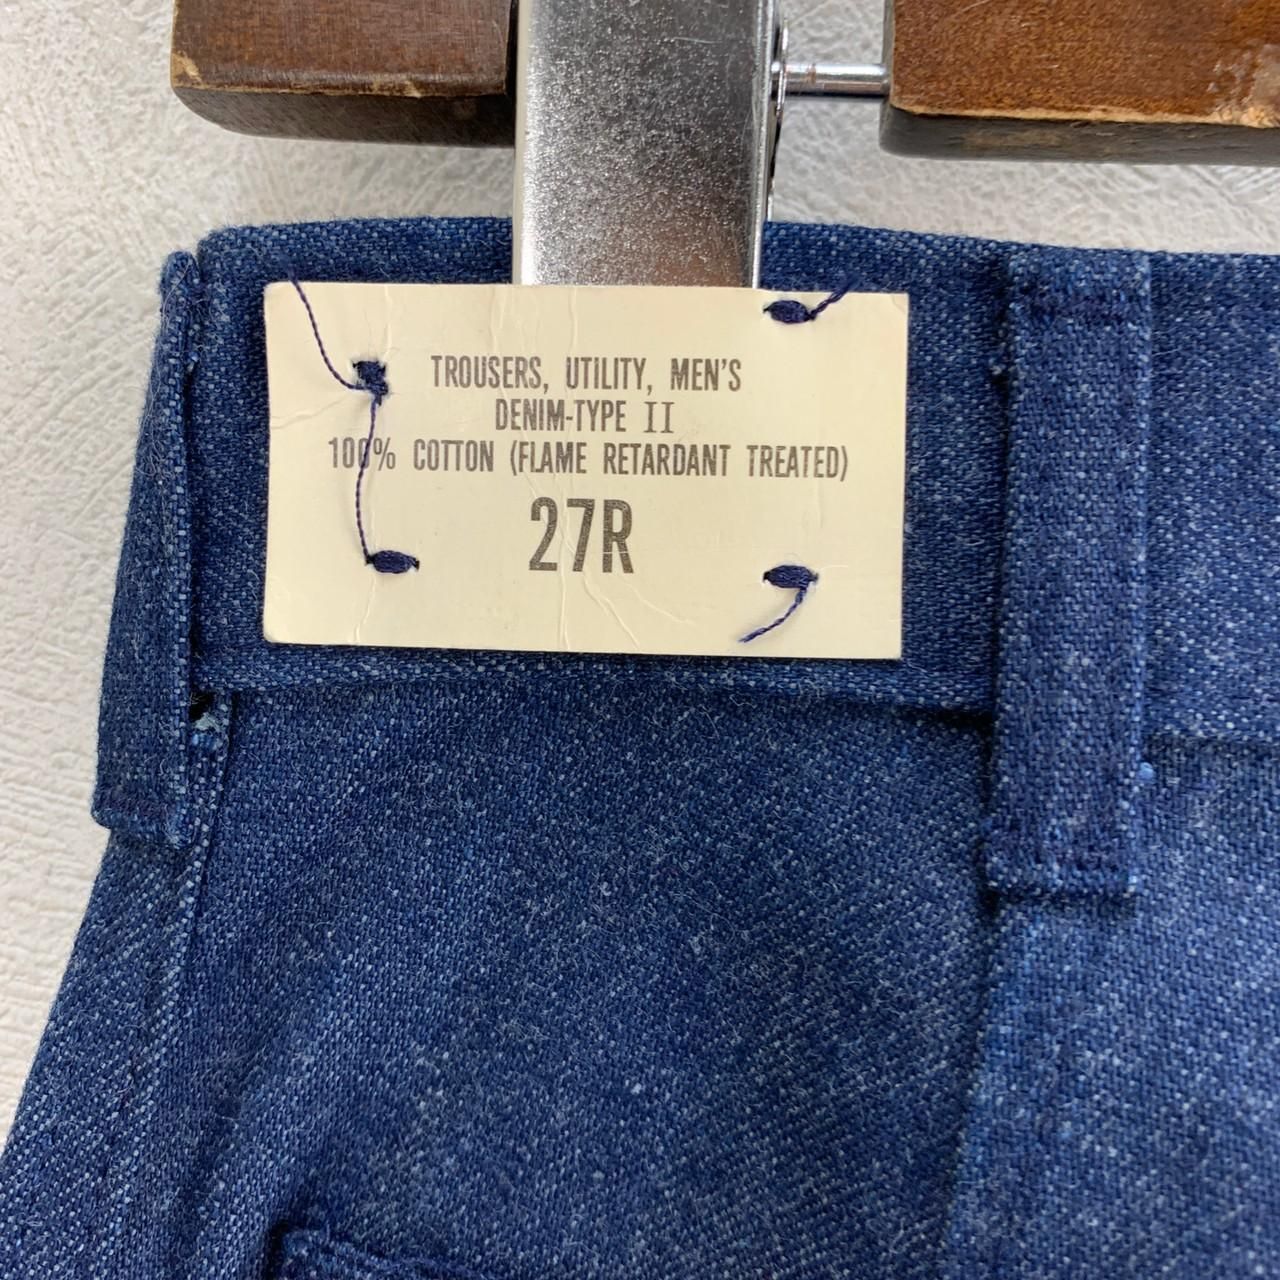 TROUSERS, UTILITY, MEN'S
DENIM-TYPE II
100% COTTON (FLAME RETARDANT TREATED)
27R